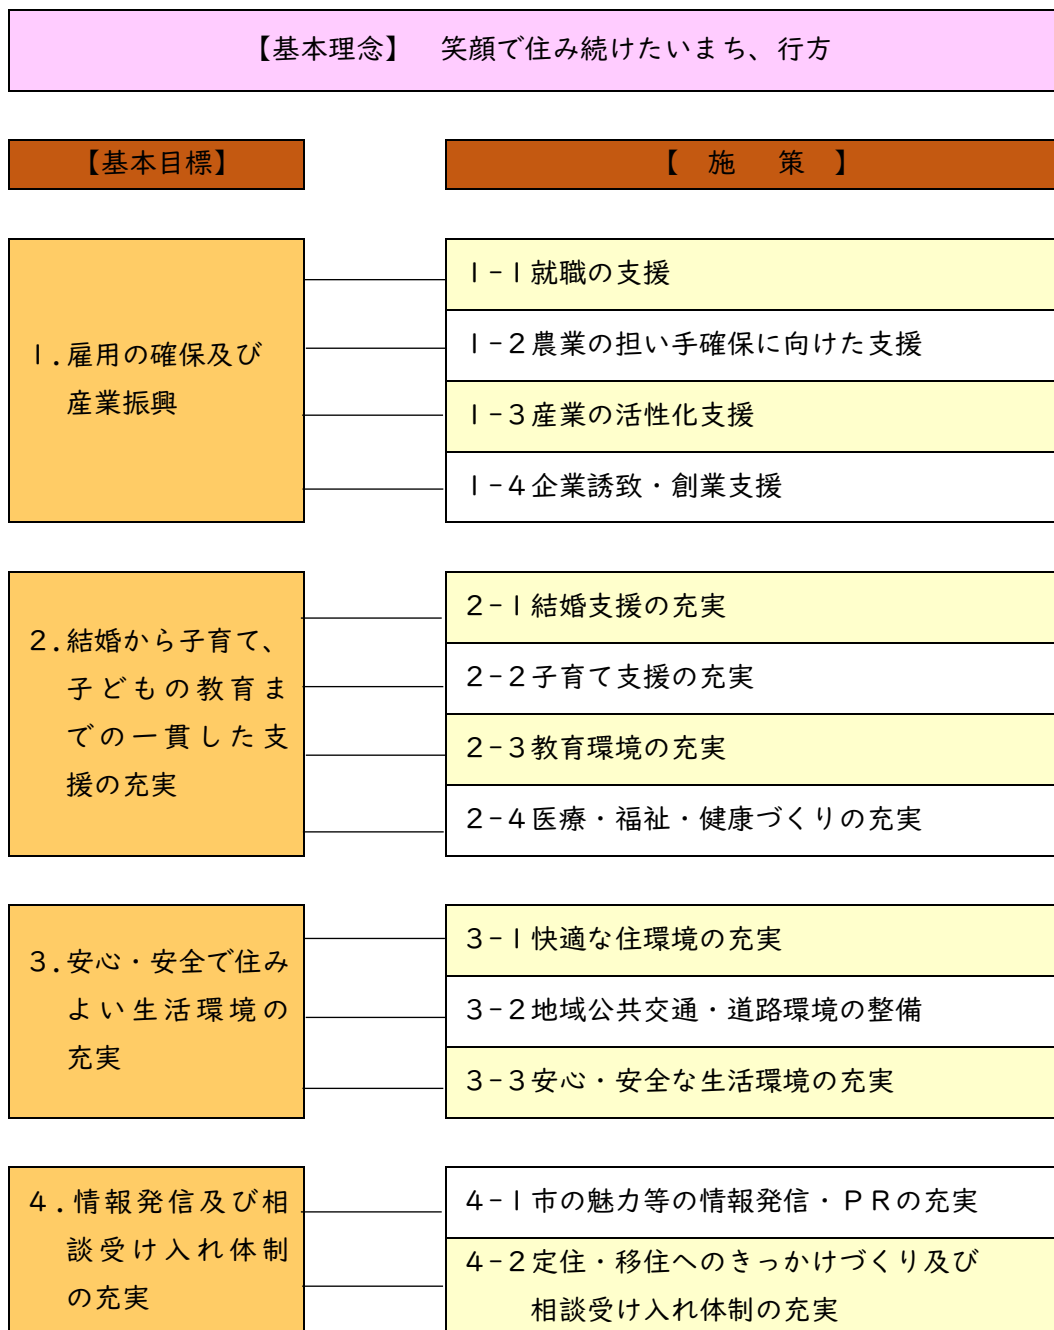 【基本理念】　笑顔で住み続けたいまち、行方
【基本目標】
【　施　策　】
１.雇用の確保及び
産業振興
１-１就職の支援
１-２農業の担い手確保に向けた支援
１-３産業の活性化支援
１-４企業誘致・創業支援
２.結婚から子育て、
子どもの教育ま
での一貫した支
援の充実
２-１結婚支援の充実
２-２子育て支援の充実
２-３教育環境の充実
２-４医療・福祉・健康づくりの充実
３.安心・安全で住み
よい生活環境の
充実
３-１快適な住環境の充実
３-２地域公共交通・道路環境の整備
３-３安心・安全な生活環境の充実
４.情報発信及び相
談受け入れ体制
の充実
４-１市の魅力等の情報発信・ＰＲの充実
４-２定住・移住へのきっかけづくり及び
相談受け入れ体制の充実